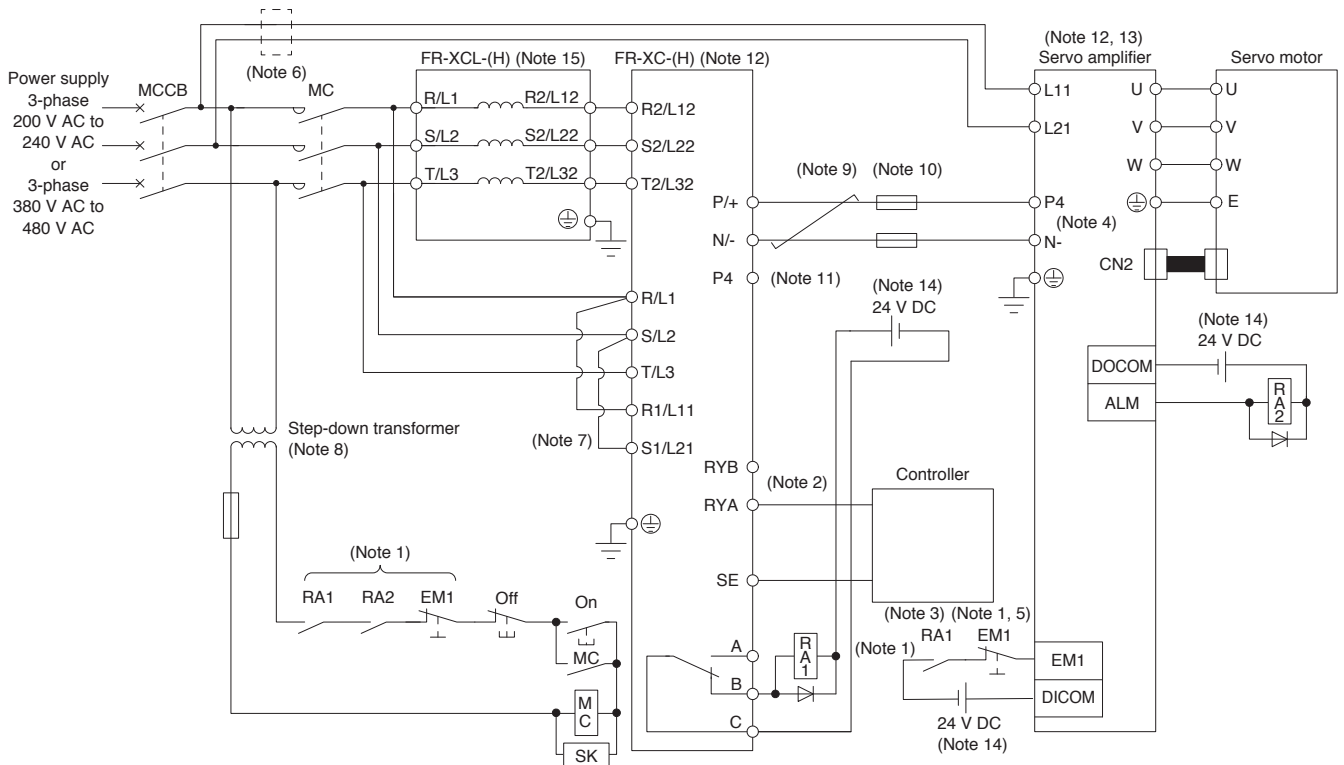 (Note 12, 13)
FR-XCL-(H) (Note 15)
FR-XC-(H) (Note 12)
Servo amplifier
Servo motor
Power supply
3-phase
200 V AC to
240 V AC
or
3-phase
380 V AC to
480 V AC
MCCB
(Note 6)
MC
R/L1
R2/L12
R2/L12
S/L2
S2/L22
S2/L22
T/L3
T2/L32
T2/L32
L11
L21
U
U
V
V
W
W
E
P/+
(Note 9)
(Note 10)
P4
(Note 4)
N/-
N-
CN2
P4
(Note 11)
(Note 14)
24 V DC
R/L1
S/L2
T/L3
R1/L11
(Note 7)
S1/L21
(Note 14)
24 V DC
DOCOM
ALM
RA2
Step-down transformer
(Note 8)
RYB
(Note 2)
RYA
Controller
SE
(Note 1)
RA1
RA2
EM1
Off
On
MC
MC
SK
A
B
C
RA1
(Note 3)
(Note 1, 5)
(Note 1)
RA1
EM1
EM1
DICOM
24 V DC
(Note 14)